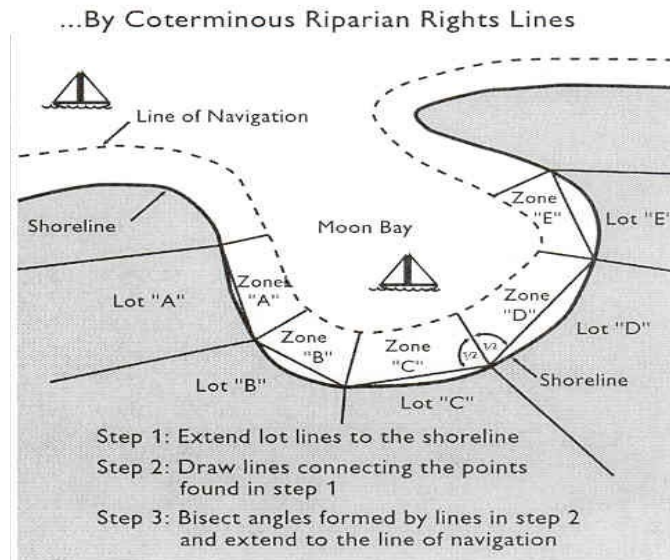 ...By Coterminous Riparian Rights Lines
Line of Navigation
Shoreline
Moon Bay
Zone
"E"
Lot "E"
Zone
"A"
Lot "A"
Zone
"D"
Zone
"B"
Zone
"C"
1/2
1/2
Lot "D"
Lot "B"
Lot "C"
Shoreline
Step 1: Extend lot lines to the shoreline
Step 2: Draw lines connecting the points
found in step 1
Step 3: Bisect angles formed by lines in step 2
and extend to the line of navigation